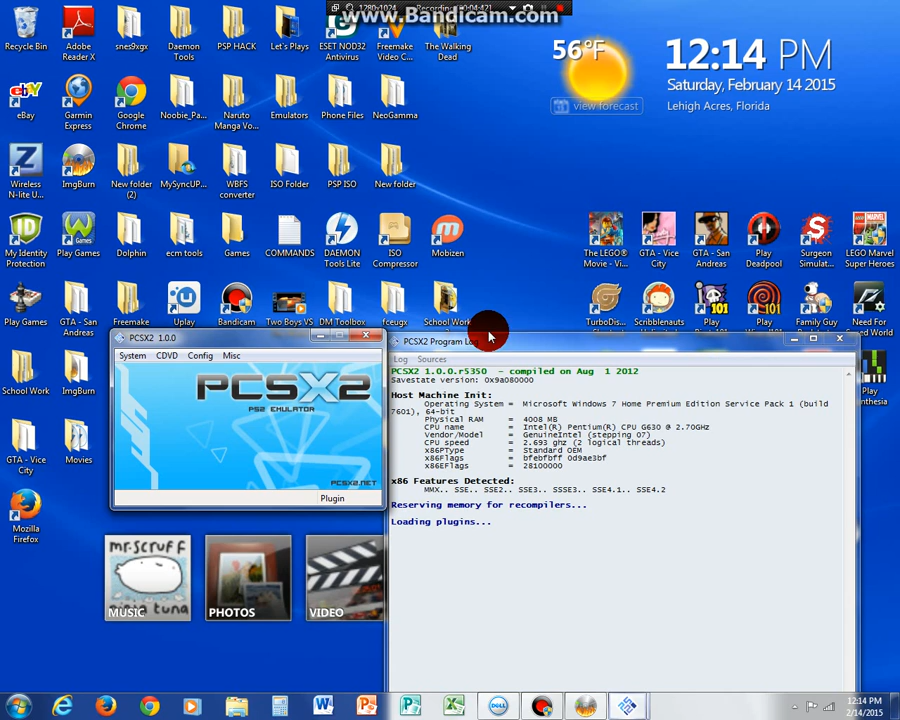 1280x1024 Recording [00:04:42]
www.Bandicam.com
Recycle Bin
Adobe Reader X
snes9xgx
Daemon Tools
PSP HACK
Let's Plays
ESET NOD32 Antivirus
Freemake Video C...
The Walking Dead
56°F
view forecast
12:14 PM
Saturday, February 14 2015
Lehigh Acres, Florida
eBay
Garmin Express
Google Chrome
Noobie_Pa...
Naruto Manga Vo...
Emulators
Phone Files
NeoGamma
Wireless N-lite U...
ImgBurn
New folder (2)
MySyncUP...
WBFS converter
ISO Folder
PSP ISO
New folder
My Identity Protection
Play Games
Dolphin
ecm tools
Games
COMMANDS
DAEMON Tools Lite
ISO Compressor
Mobizen
The LEGO® Movie - Vi...
GTA - Vice City
GTA - San Andreas
Play Deadpool
Surgeon Simulat...
LEGO Marvel Super Heroes
Play Games
GTA - San Andreas
Freemake
Uplay
Bandicam
Two Boys VS
DM Toolbox
fceugx
School Work
TurboDis...
Scribblenauts Unlimited
Play
Play
Family Guy
Need For Speed World
School Work
ImgBurn
GTA - Vice City
Movies
Mozilla Firefox
PCSX2 1.0.0
System CDVD Config Misc
PCSX2
PS2 EMULATOR
PCSX2.NET
Plugin
PCSX2 Program Log
Log Sources
PCSX2 1.0.0.r5350 - compiled on Aug 1 2012
Savestate version: 0x9a080000
Host Machine Init:
Operating System = Microsoft Windows 7 Home Premium Edition Service Pack 1 (build
7601), 64-bit
Physical RAM = 4008 MB
CPU name = Intel(R) Pentium(R) CPU G630 @ 2.70GHz
Vendor/Model = GenuineIntel (stepping 07)
CPU speed = 2.693 ghz (2 logical threads)
x86PType = Standard OEM
x86Flags = bfebfbff 0d9ae3bf
x86EFlags = 28100000
x86 Features Detected:
MMX.. SSE.. SSE2.. SSE3.. SSSE3.. SSE4.1.. SSE4.2
Reserving memory for recompilers...
Loading plugins...
mr.scruff
ninja tuna
MUSIC
PHOTOS
VIDEO
DELL
12:14 PM
2/14/2015